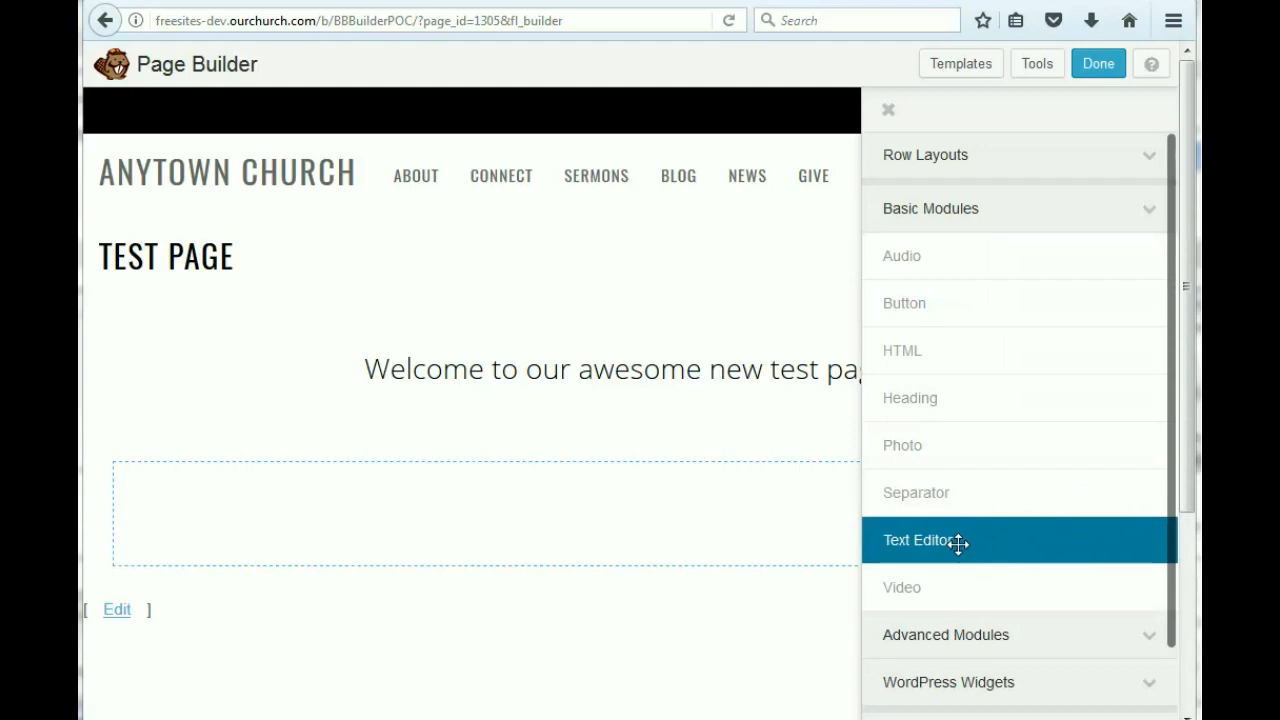 freesites-dev.ourchurch.com/b/BBBuilderPOC/?page_id=1305&fl_builder
Search
Page Builder
Templates
Tools
Done
?
Row Layouts
ANYTOWN CHURCH
ABOUT
CONNECT
SERMONS
BLOG
NEWS
GIVE
Basic Modules
TEST PAGE
Audio
Button
HTML
Welcome to our awesome new test pag
Heading
Photo
Separator
Text Editor
Video
[ Edit ]
Advanced Modules
WordPress Widgets